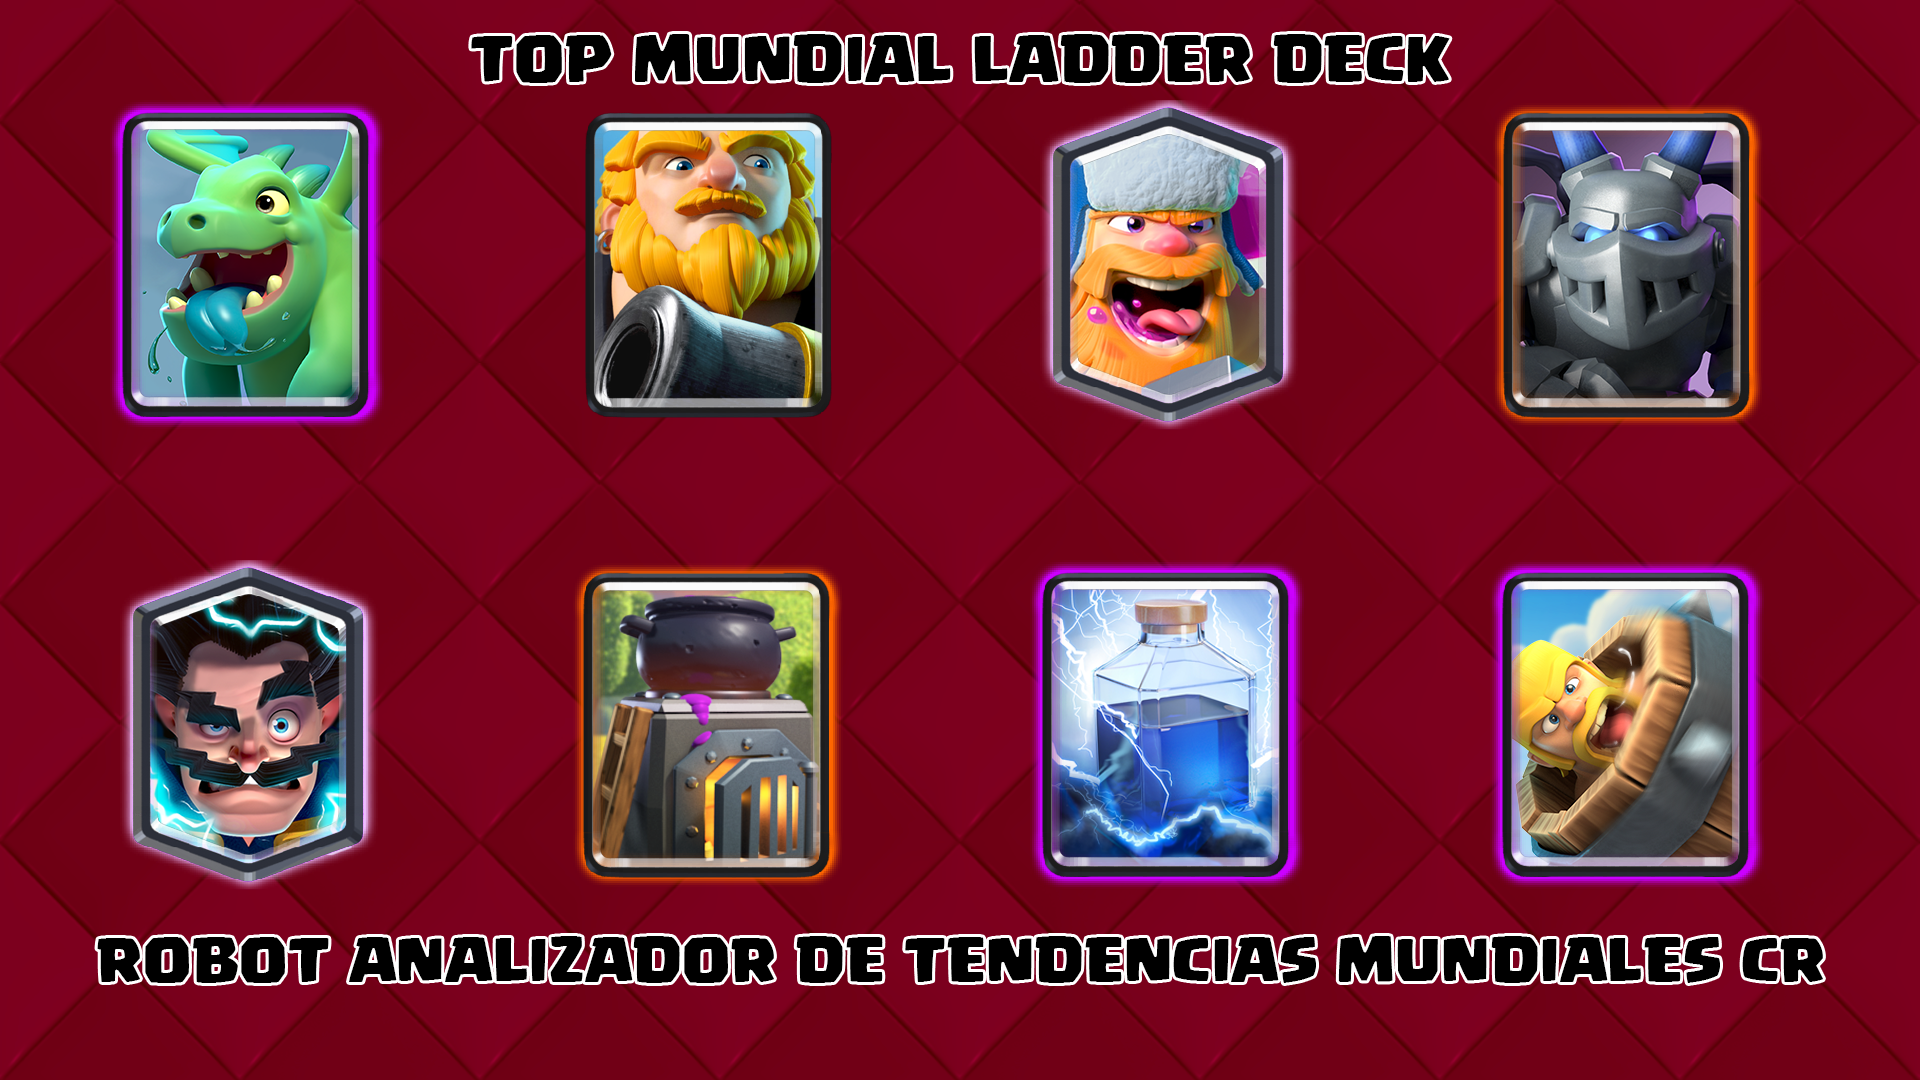 TOP MUNDIAL LADDER DECK
ROBOT ANALIZADOR DE TENDENCIAS MUNDIALES CR